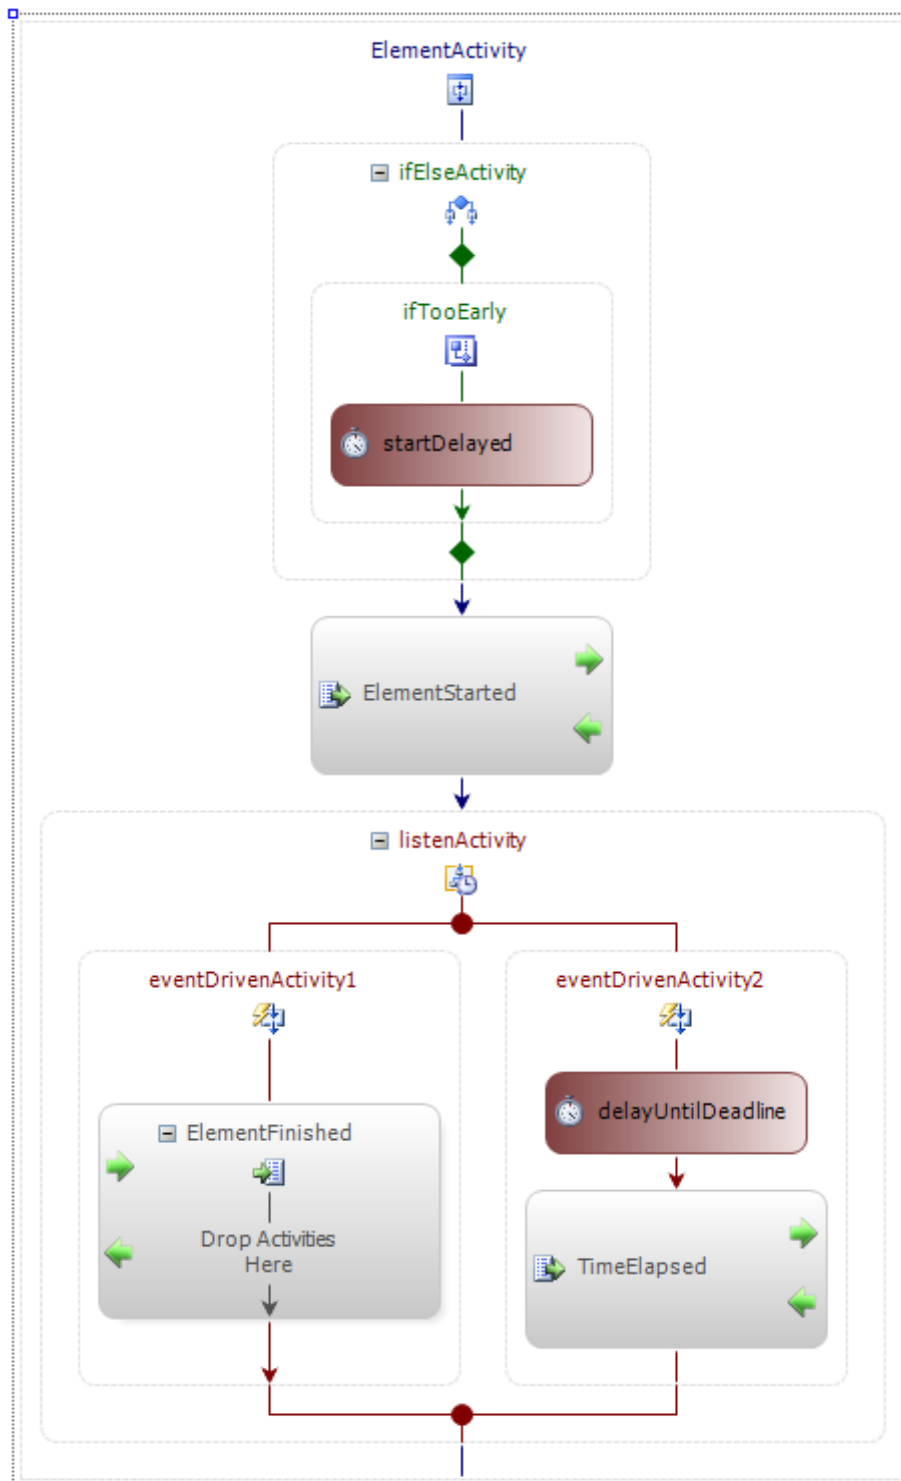 ElementActivity
ifElseActivity
ifTooEarly
startDelayed
ElementStarted
listenActivity
eventDrivenActivity1
eventDrivenActivity2
ElementFinished
Drop Activities
Here
delayUntilDeadline
TimeElapsed